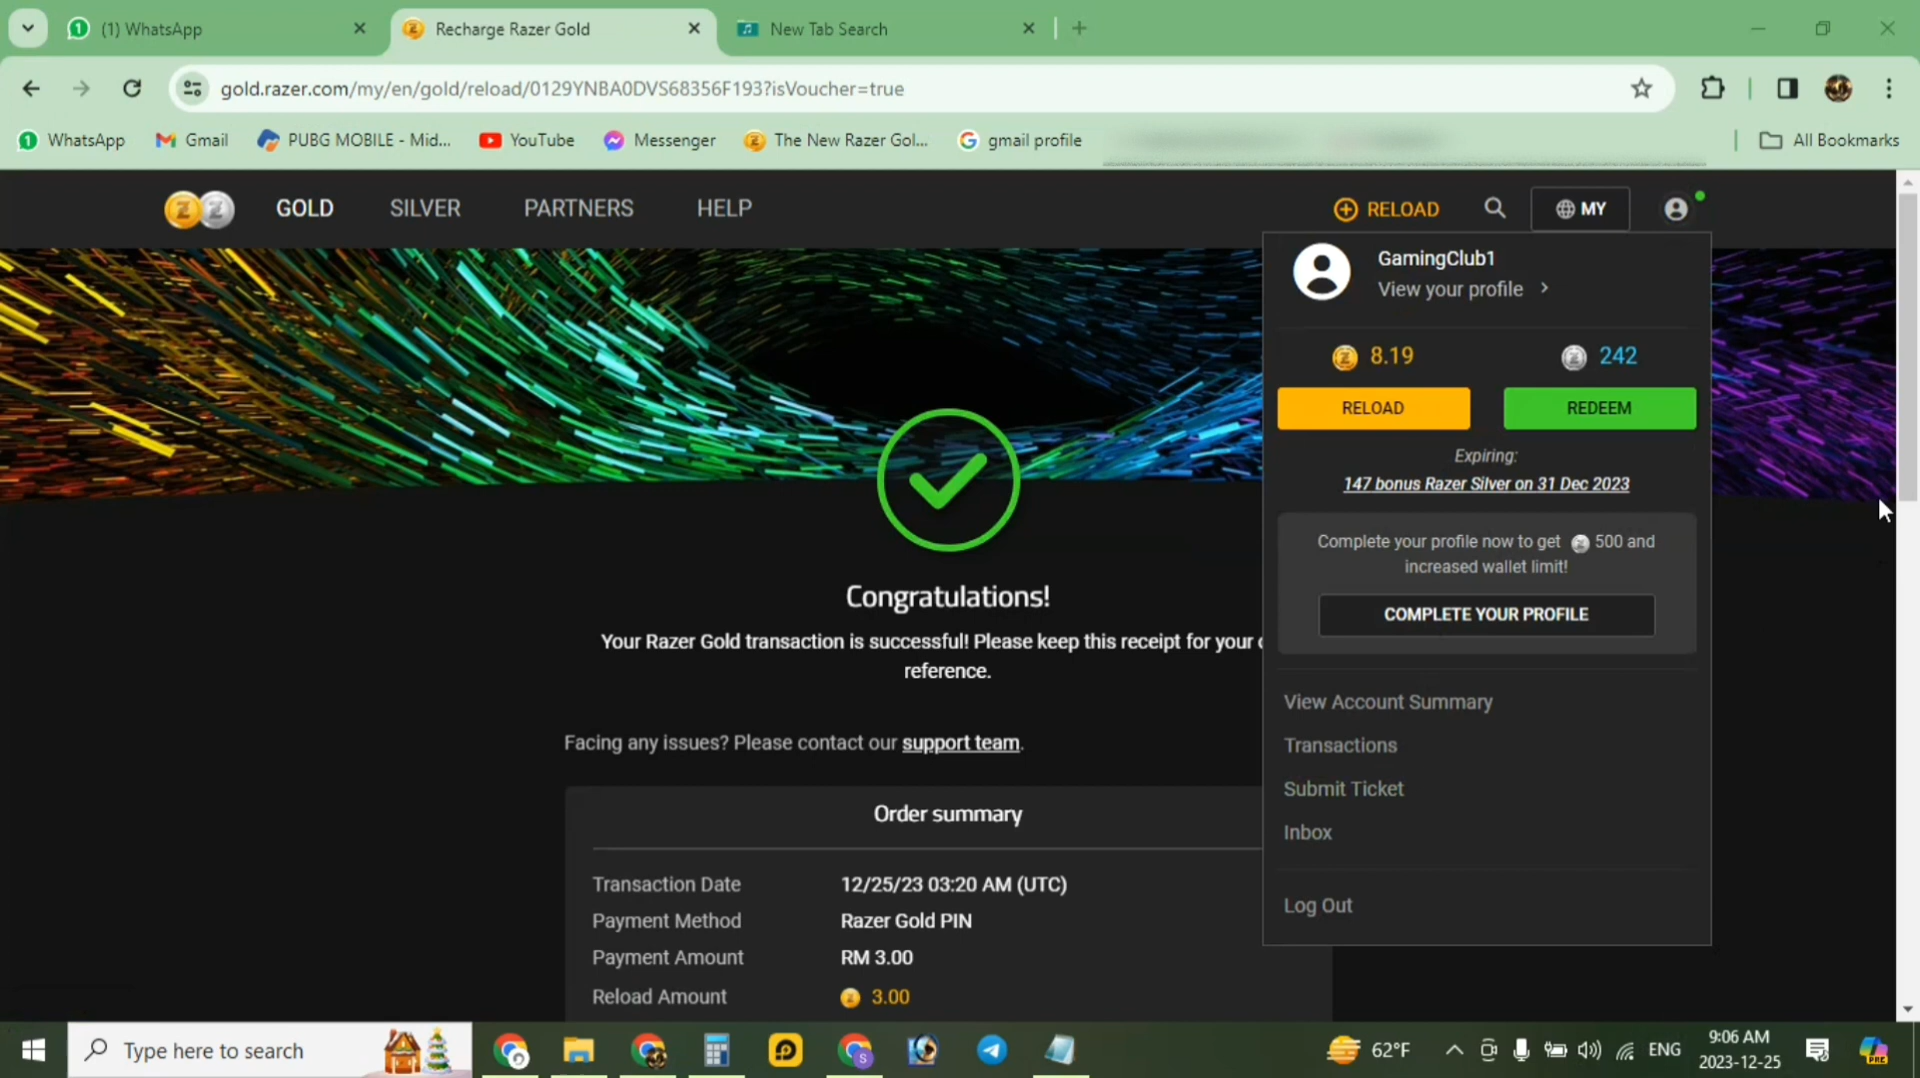 (1) WhatsApp
Recharge Razer Gold
New Tab Search
gold.razer.com/my/en/gold/reload/0129YNBA0DVS68356F193?isVoucher=true
1 WhatsApp
Gmail
PUBG MOBILE - Mid...
YouTube
Messenger
The New Razer Gol...
gmail profile
All Bookmarks
GOLD
SILVER
PARTNERS
HELP
RELOAD
MY
GamingClub1
View your profile
8.19
242
RELOAD
REDEEM
Expiring:
147 bonus Razer Silver on 31 Dec 2023
Complete your profile now to get 500 and
increased wallet limit!
COMPLETE YOUR PROFILE
View Account Summary
Transactions
Submit Ticket
Inbox
Log Out
Congratulations!
Your Razer Gold transaction is successful! Please keep this receipt for your
reference.
Facing any issues? Please contact our support team.
Order summary
Transaction Date 12/25/23 03:20 AM (UTC)
Payment Method Razer Gold PIN
Payment Amount RM 3.00
Reload Amount 3.00
Type here to search
62°F
ENG
9:06 AM
2023-12-25